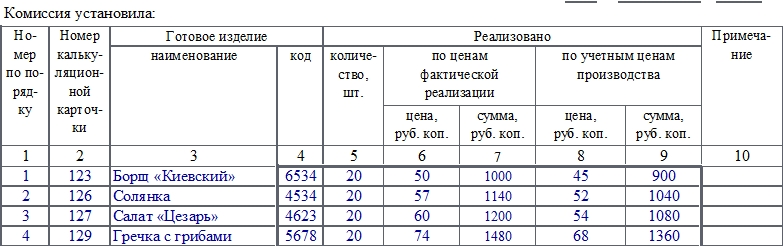 Комиссия установила:
Но-
мер
по по-
ряд-
ку
Номер
кальку-
ляцион-
ной
карточ-
ки
Готовое изделие
наименование
код
Реализовано
количе-
ство,
шт.
по ценам
фактической
реализации
цена,
руб. коп.
сумма,
руб. коп.
по учетным ценам
производства
цена,
руб. коп.
сумма,
руб. коп.
Примеча-
ние
1 2 3 4 5 6 7 8 9 10
1 123 Борщ «Киевский» 6534 20 50 1000 45 900
2 126 Солянка 4534 20 57 1140 52 1040
3 127 Салат «Цезарь» 4623 20 60 1200 54 1080
4 129 Гречка с грибами 5678 20 74 1480 68 1360